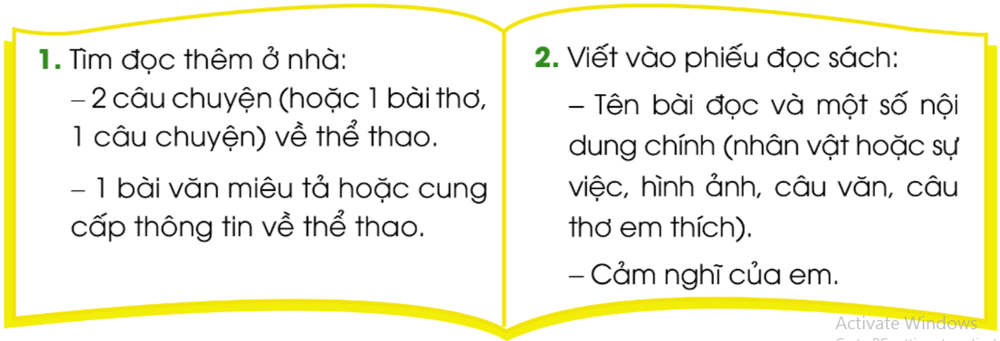 1. Tìm đọc thêm ở nhà:
– 2 câu chuyện (hoặc 1 bài thơ,
1 câu chuyện) về thể thao.
– 1 bài văn miêu tả hoặc cung
cấp thông tin về thể thao.
2. Viết vào phiếu đọc sách:
– Tên bài đọc và một số nội
dung chính (nhân vật hoặc sự
việc, hình ảnh, câu văn, câu
thơ em thích).
– Cảm nghĩ của em.
Activate Windows